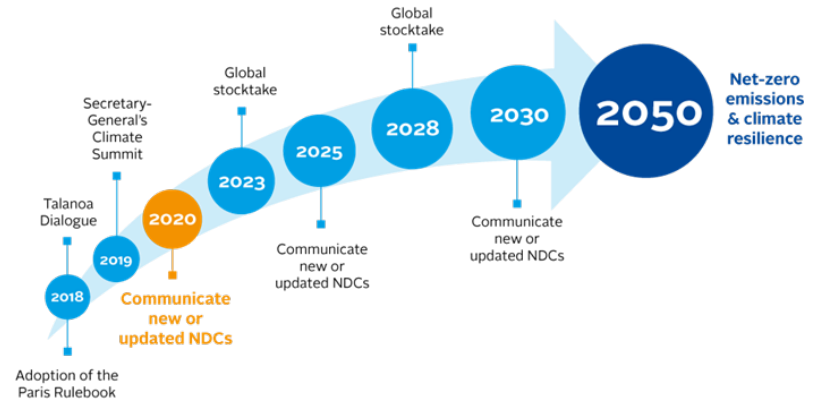 Talanoa
Dialogue
2018
Adoption of the
Paris Rulebook
Secretary-
General's
Climate
Summit
2019
2020
Communicate
new or
updated NDCs
Global
stocktake
2023
2025
Communicate
new or
updated NDCs
Global
stocktake
2028
2030
Communicate
new or
updated NDCs
2050
Net-zero
emissions
& climate
resilience